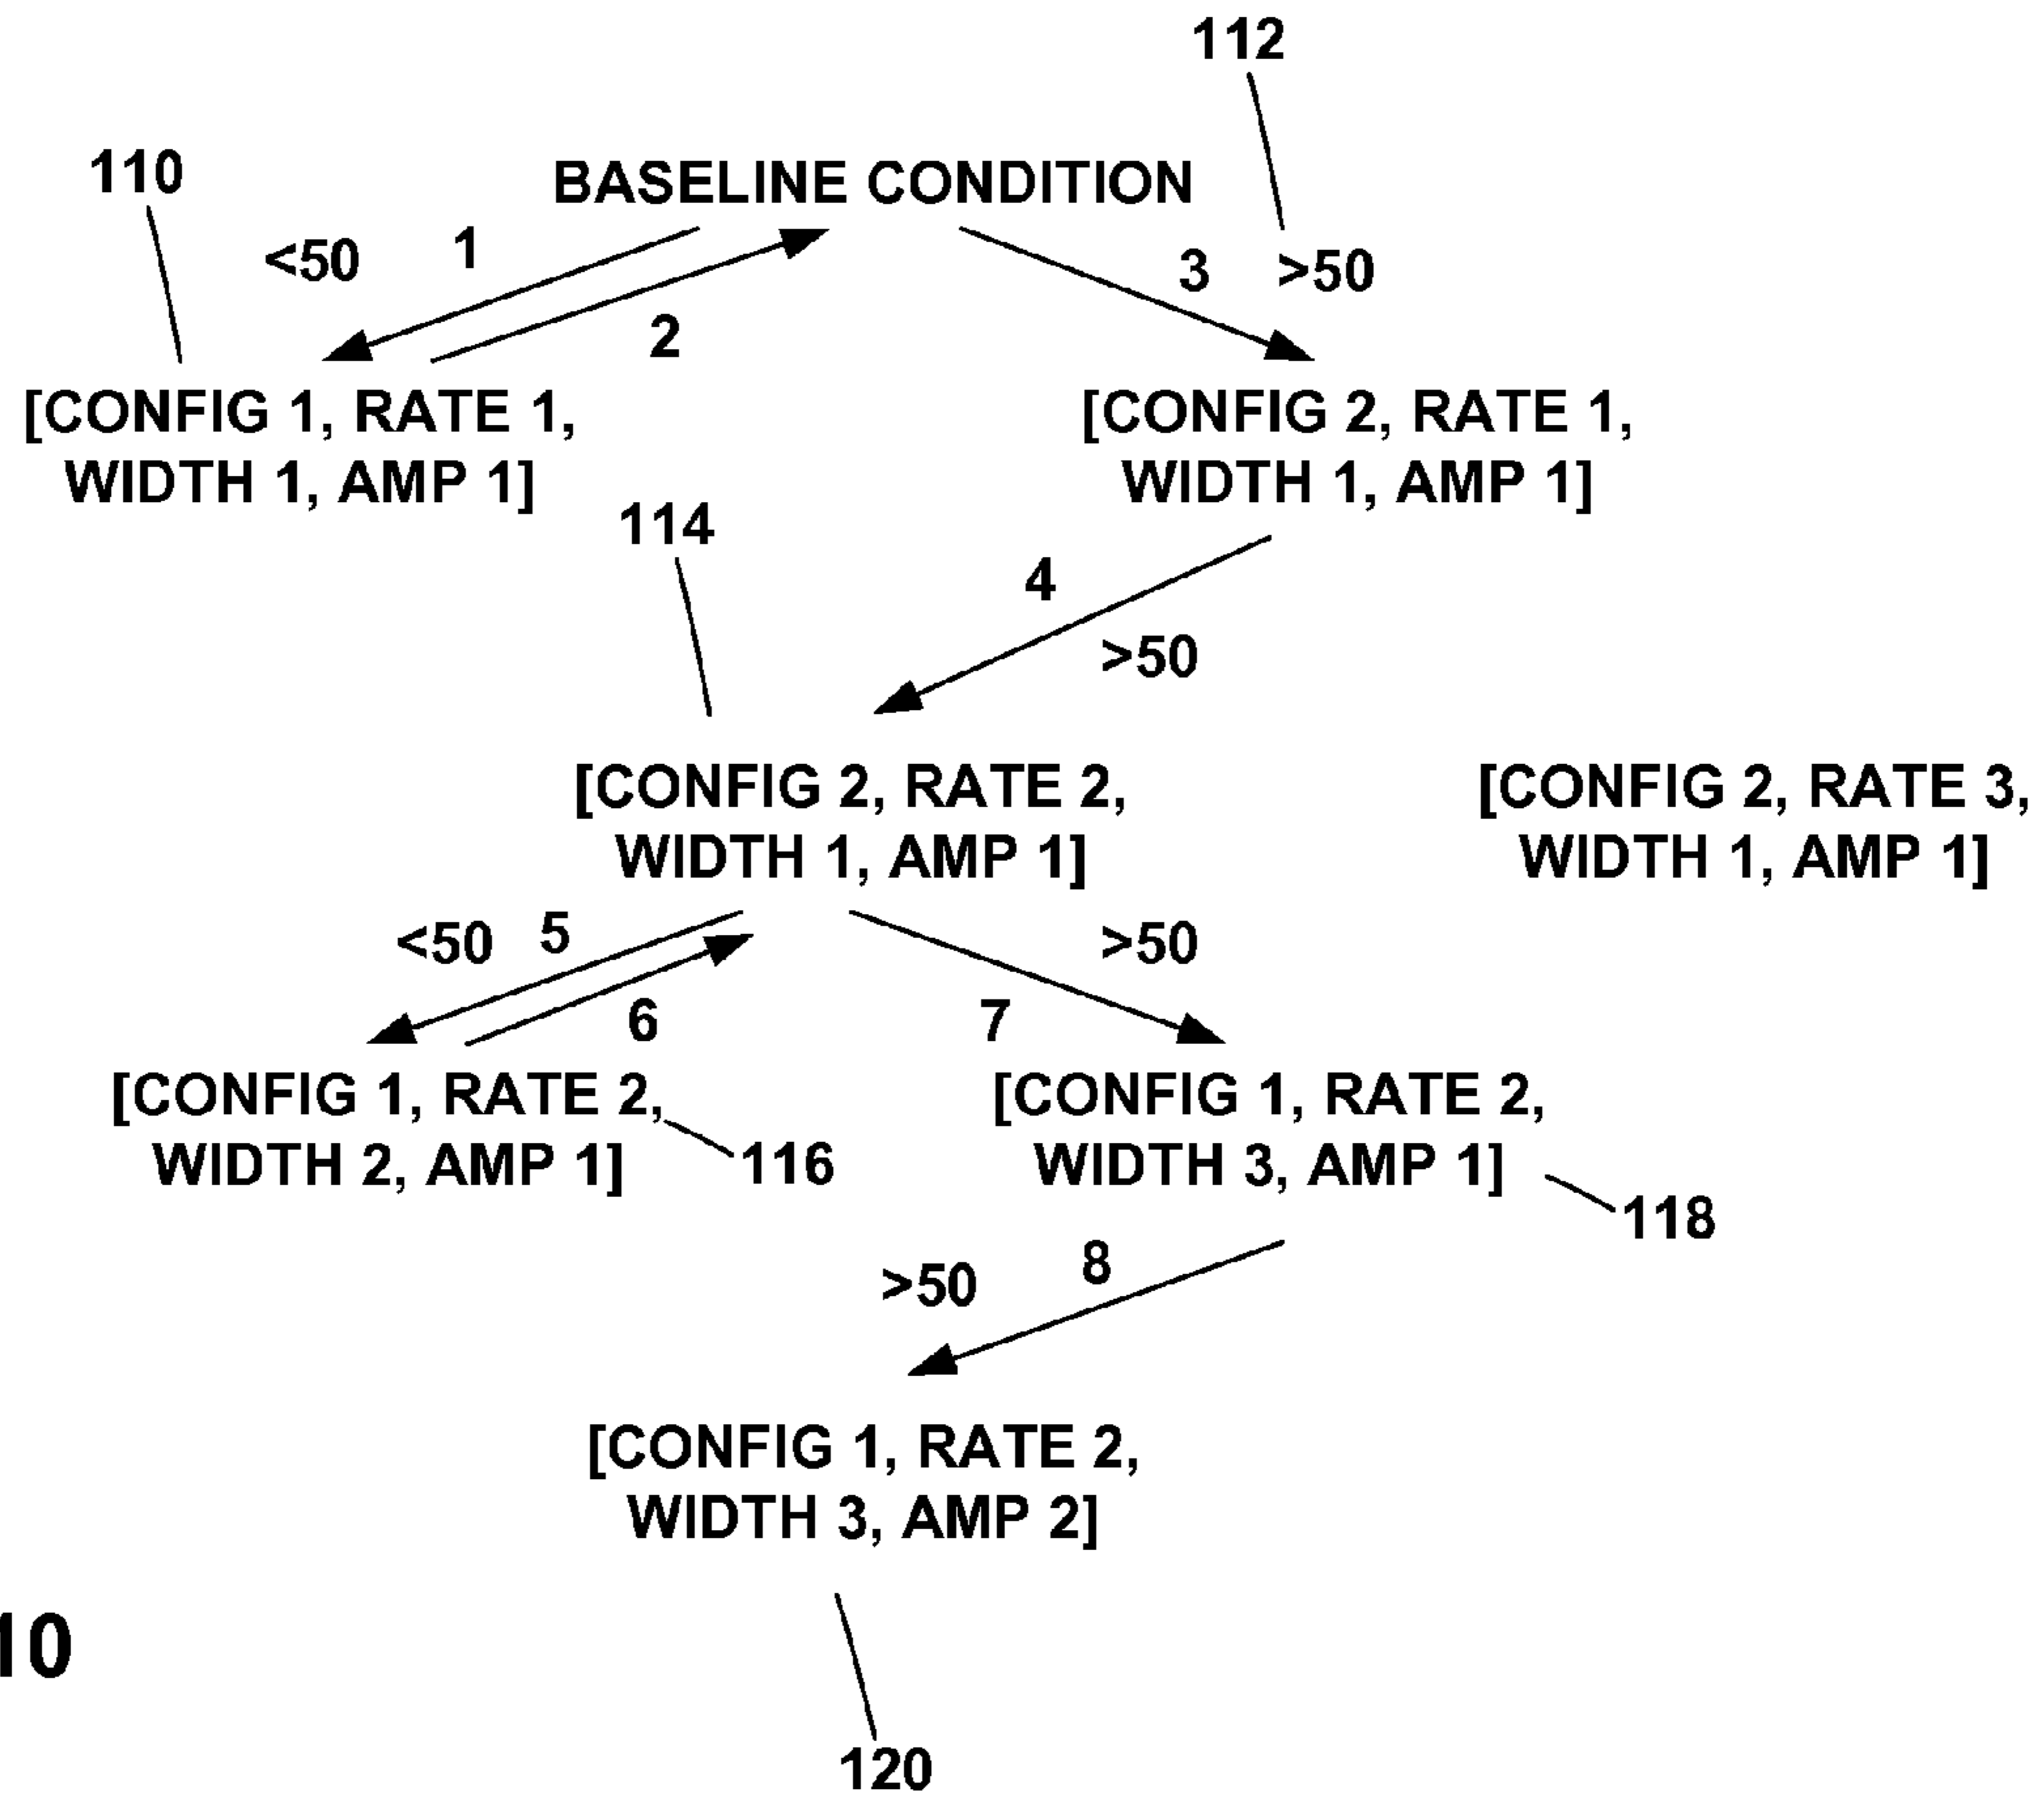 112
110
BASELINE CONDITION
<50 1
3 >50
2
[CONFIG 1, RATE 1,
WIDTH 1, AMP 1]
[CONFIG 2, RATE 1,
WIDTH 1, AMP 1]
114
4
>50
[CONFIG 2, RATE 2,
WIDTH 1, AMP 1]
[CONFIG 2, RATE 3,
WIDTH 1, AMP 1]
<50 5
>50
6
7
[CONFIG 1, RATE 2,
WIDTH 2, AMP 1]
116
[CONFIG 1, RATE 2,
WIDTH 3, AMP 1]
118
>50 8
[CONFIG 1, RATE 2,
WIDTH 3, AMP 2]
10
120